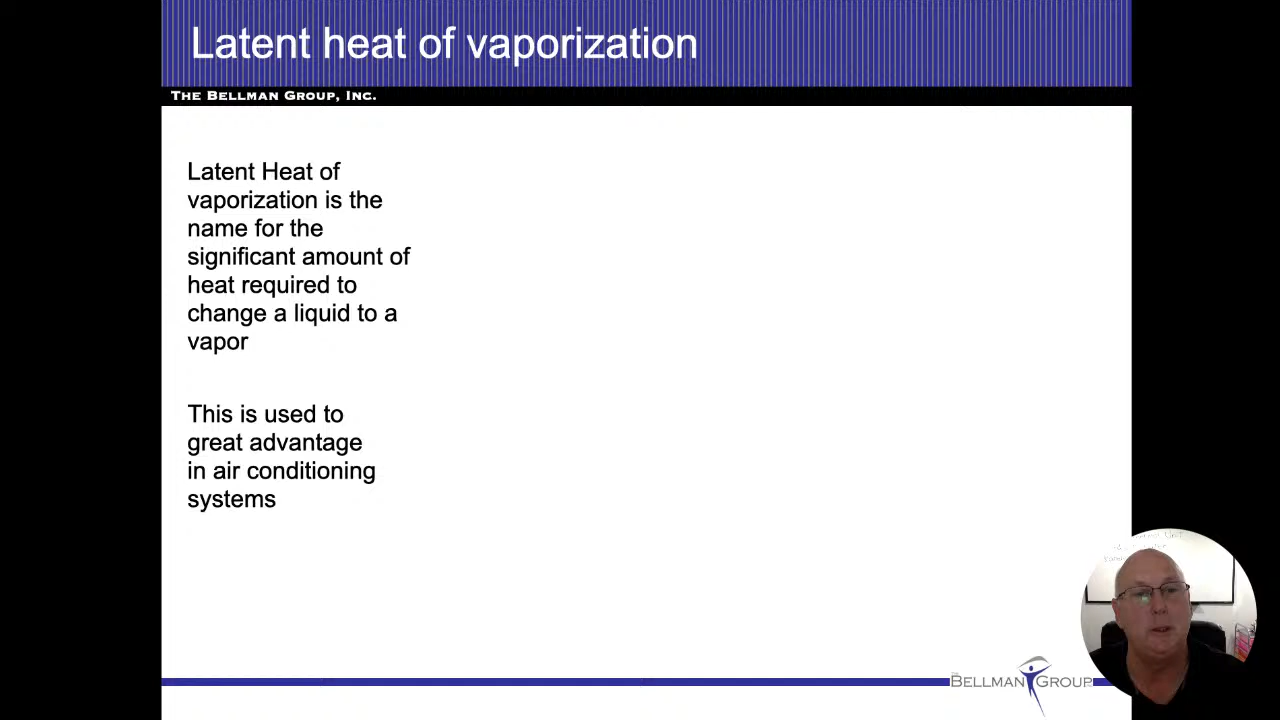 Latent heat of vaporization
THE BELLMAN GROUP, INC.
Latent Heat of
vaporization is the
name for the
significant amount of
heat required to
change a liquid to a
vapor
This is used to
great advantage
in air conditioning
systems
THE
BELLMAN GROUP